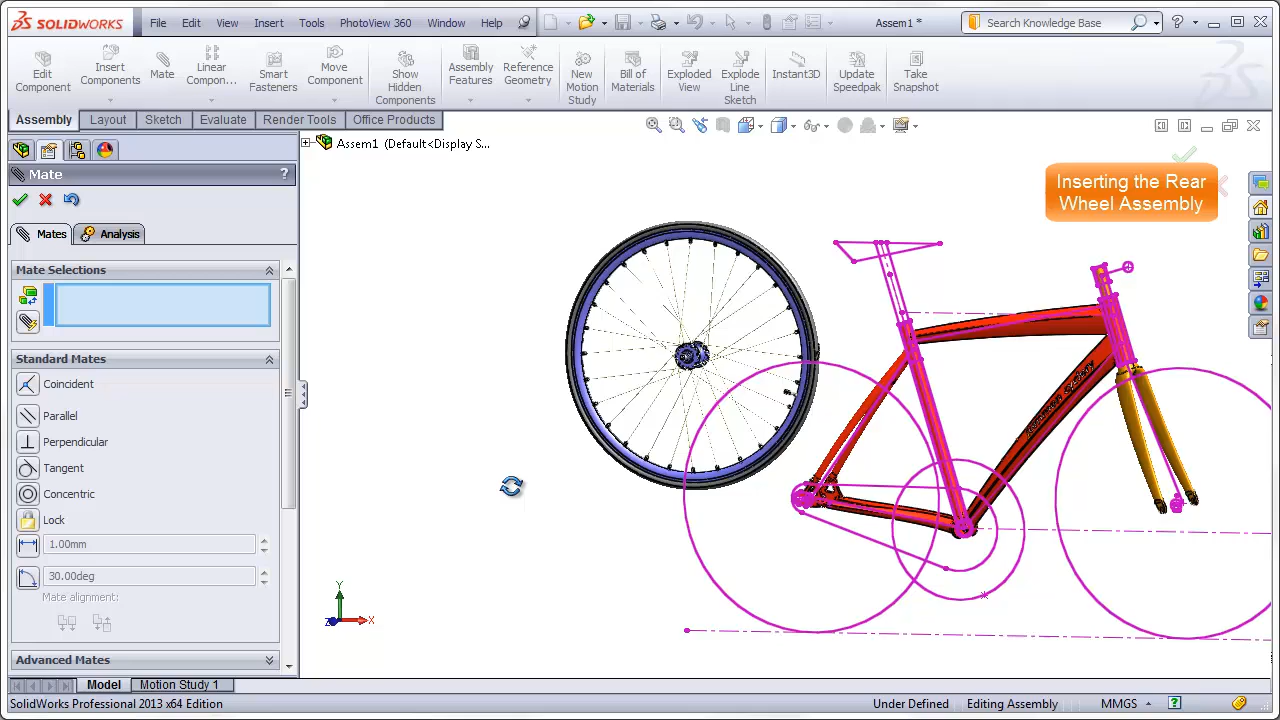 SOLIDWORKS File Edit View Insert Tools PhotoView 360 Window Help Assem1 * Search Knowledge Base ?
Edit Component
Insert Components
Mate
Linear Compon...
Smart Fasteners
Move Component
Show Hidden Components
Assembly Features
Reference Geometry
New Motion Study
Bill of Materials
Exploded View
Explode Line Sketch
Instant3D
Update Speedpak
Take Snapshot
Assembly Layout Sketch Evaluate Render Tools Office Products
Assem1 (Default<Display S...
Mate ?
Mates Analysis
Mate Selections
Standard Mates
Coincident
Parallel
Perpendicular
Tangent
Concentric
Lock
1.00mm
30.00deg
Mate alignment:
Advanced Mates
Inserting the Rear
Wheel Assembly
Y
X
Z
Model Motion Study 1
SolidWorks Professional 2013 x64 Edition Under Defined Editing Assembly MMGS ?